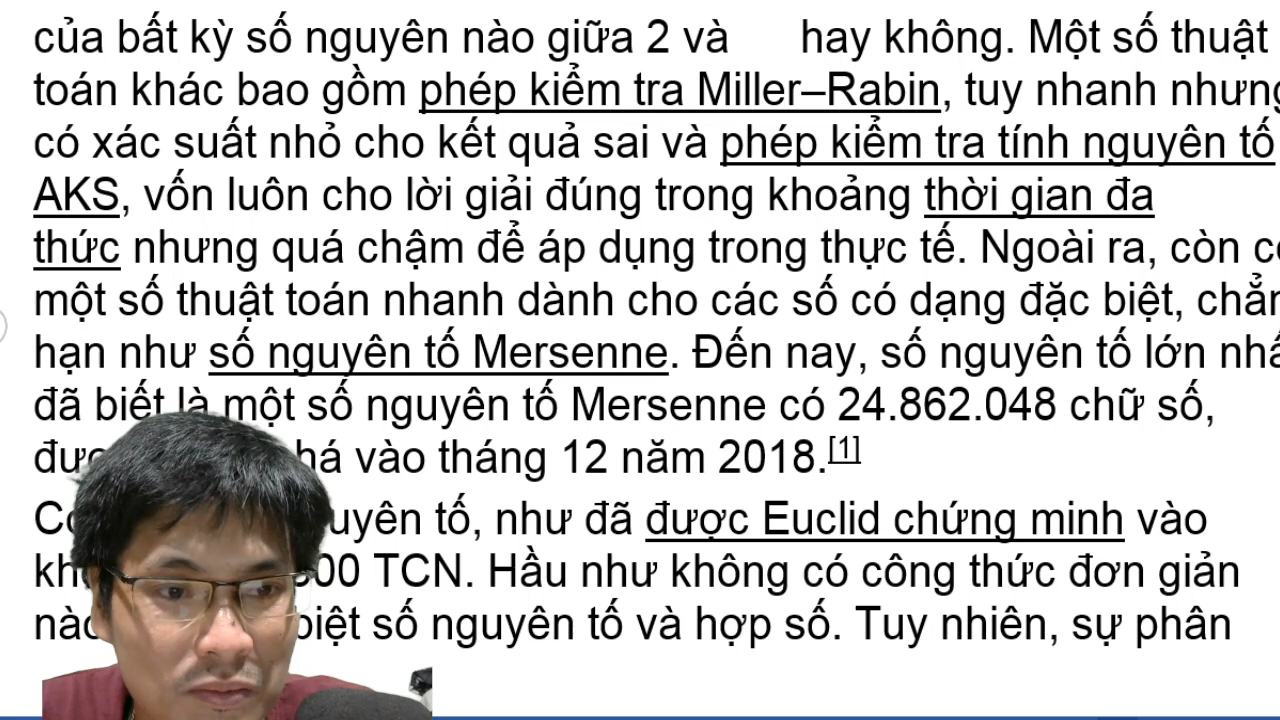 của bất kỳ số nguyên nào giữa 2 và hay không. Một số thuật
toán khác bao gồm phép kiểm tra Miller–Rabin, tuy nhanh nhưng
có xác suất nhỏ cho kết quả sai và phép kiểm tra tính nguyên tố
AKS, vốn luôn cho lời giải đúng trong khoảng thời gian đa
thức nhưng quá chậm để áp dụng trong thực tế. Ngoài ra, còn
một số thuật toán nhanh dành cho các số có dạng đặc biệt,
hạn như số nguyên tố Mersenne. Đến nay, số nguyên tố lớn
đã biết là một số nguyên tố Mersenne có 24.862.048 chữ số,
vào tháng 12 năm 2018.[1]
tố, như đã được Euclid chứng minh vào
TCN. Hầu như không có công thức đơn giản
số nguyên tố và hợp số. Tuy nhiên, sự phân